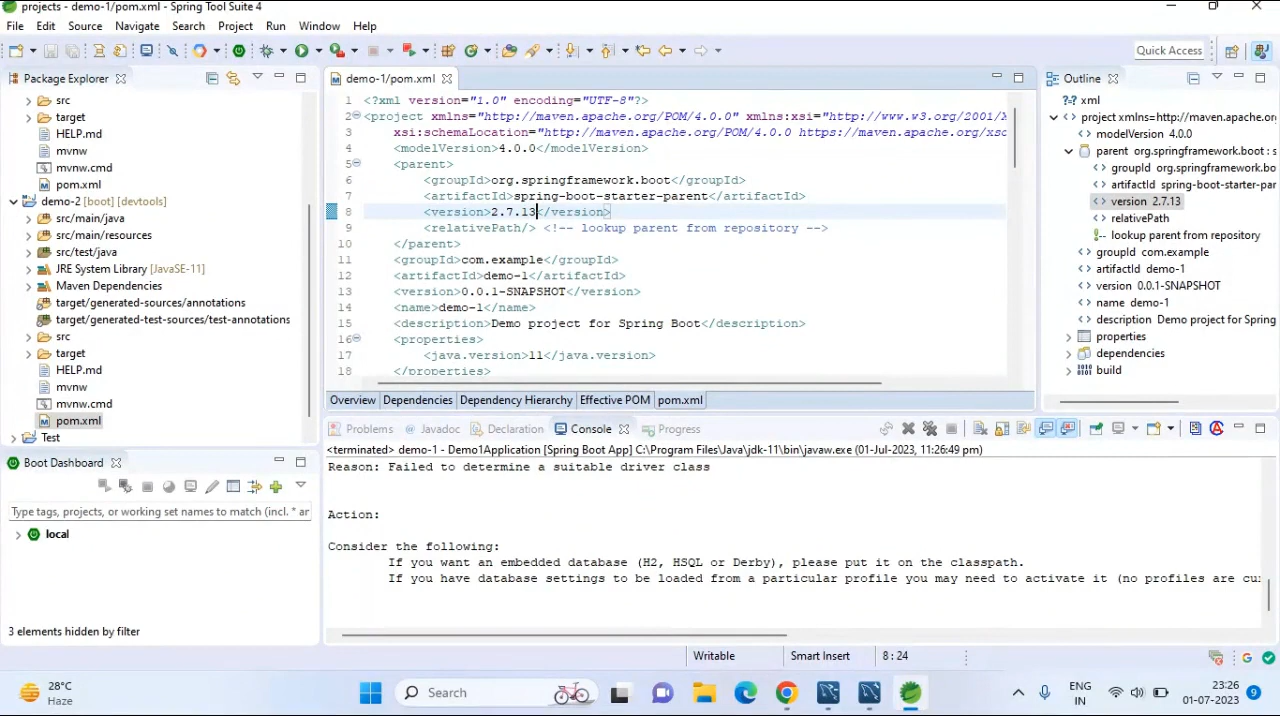 projects - demo-1/pom.xml - Spring Tool Suite 4
File Edit Source Navigate Search Project Run Window Help
Quick Access
Package Explorer
src
target
HELP.md
mvnw
mvnw.cmd
pom.xml
demo-2 [boot] [devtools]
src/main/java
src/main/resources
src/test/java
JRE System Library [JavaSE-11]
Maven Dependencies
target/generated-sources/annotations
target/generated-test-sources/test-annotations
src
target
HELP.md
mvnw
mvnw.cmd
pom.xml
Test
demo-1/pom.xml
1 <?xml version="1.0" encoding="UTF-8"?>
2 <project xmlns="http://maven.apache.org/POM/4.0.0" xmlns:xsi="http://www.w3.org/2001/X
3 xsi:schemaLocation="http://maven.apache.org/POM/4.0.0 https://maven.apache.org/xsd
4 <modelVersion>4.0.0</modelVersion>
5 <parent>
6 <groupId>org.springframework.boot</groupId>
7 <artifactId>spring-boot-starter-parent</artifactId>
8 <version>2.7.13</version>
9 <relativePath/> <!-- lookup parent from repository -->
10 </parent>
11 <groupId>com.example</groupId>
12 <artifactId>demo-1</artifactId>
13 <version>0.0.1-SNAPSHOT</version>
14 <name>demo-1</name>
15 <description>Demo project for Spring Boot</description>
16 <properties>
17 <java.version>11</java.version>
18 </properties>
Overview Dependencies Dependency Hierarchy Effective POM pom.xml
Outline
xml
project xmlns=http://maven.apache.org
modelVersion 4.0.0
parent org.springframework.boot : s
groupId org.springframework.boo
artifactId spring-boot-starter-par
version 2.7.13
relativePath
lookup parent from repository
groupId com.example
artifactId demo-1
version 0.0.1-SNAPSHOT
name demo-1
description Demo project for Spring
properties
dependencies
build
Boot Dashboard
Type tags, projects, or working set names to match (incl. * ar
local
3 elements hidden by filter
Problems Javadoc Declaration Console Progress
<terminated> demo-1 - Demo1Application [Spring Boot App] C:\Program Files\Java\jdk-11\bin\javaw.exe (01-Jul-2023, 11:26:49 pm)
Reason: Failed to determine a suitable driver class
Action:
Consider the following:
If you want an embedded database (H2, HSQL or Derby), please put it on the classpath.
If you have database settings to be loaded from a particular profile you may need to activate it (no profiles are cu
Writable Smart Insert 8 : 24
28°C
Haze
Search
ENG
IN
23:26
01-07-2023
9